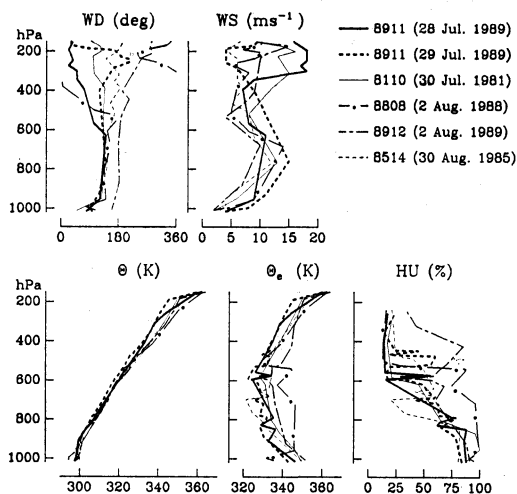 WD (deg) WS (ms⁻¹)
hPa
200
400
600
800
1000
0 180 360 0 5 10 15 20
8911 (28 Jul. 1989)
8911 (29 Jul. 1989)
8110 (30 Jul. 1981)
8808 (2 Aug. 1988)
8912 (2 Aug. 1989)
8514 (30 Aug. 1985)
Θ (K) Θe (K) HU (%)
hPa
200
400
600
800
1000
300 320 340 360 320 340 360 0 25 50 75 100